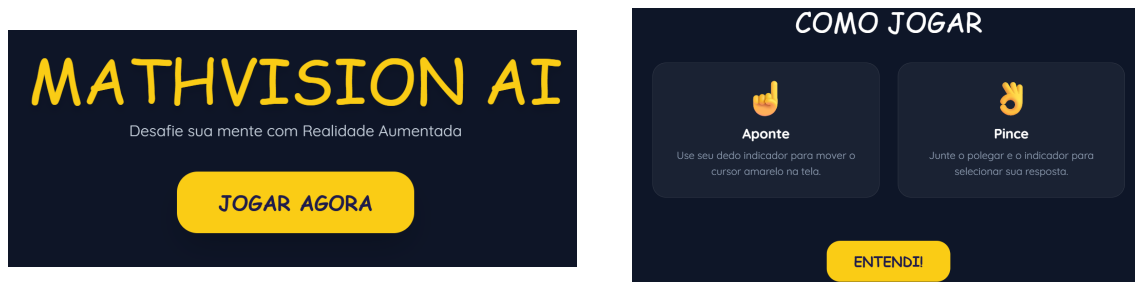 MATHVISION AI
Desafie sua mente com Realidade Aumentada
JOGAR AGORA
COMO JOGAR
Aponte
Use seu dedo indicador para mover o
cursor amarelo na tela.
Pince
Junte o polegar e o indicador para
selecionar sua resposta.
ENTENDI!